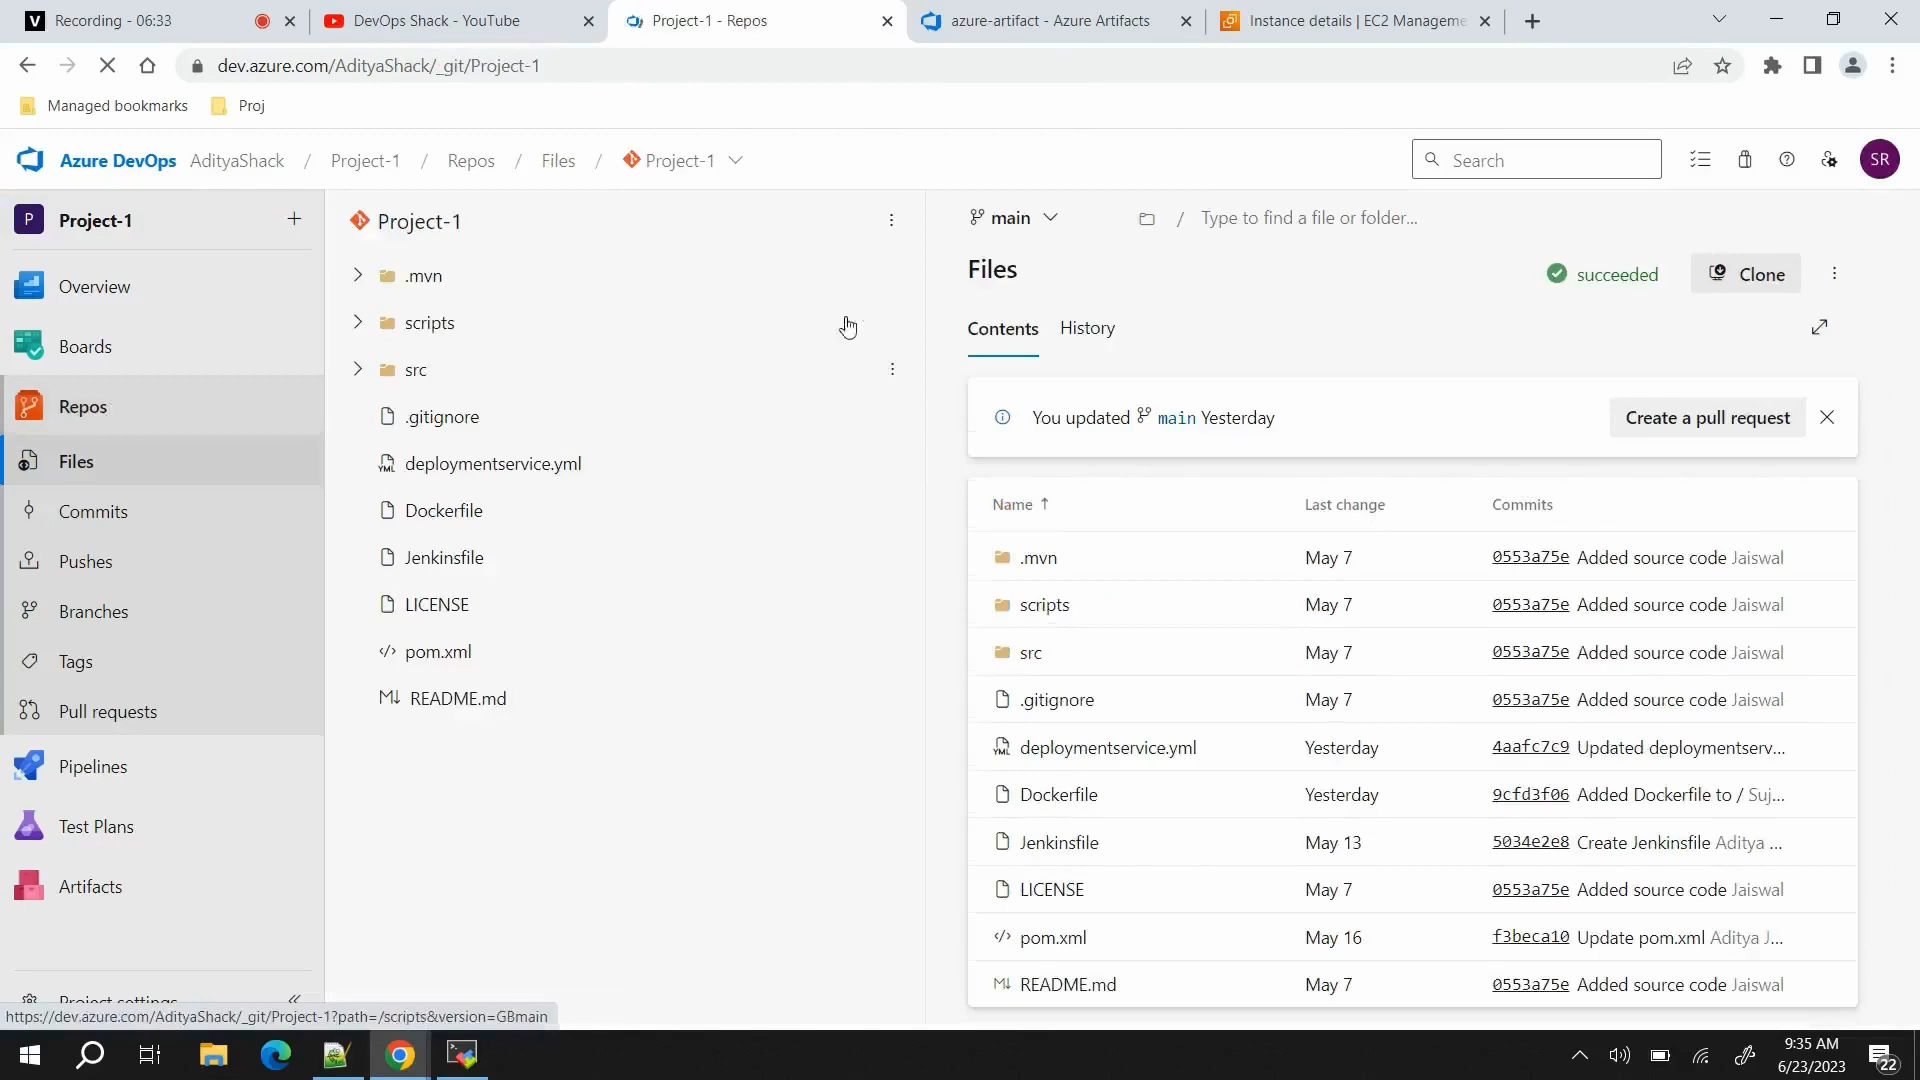 V Recording - 06:33
DevOps Shack - YouTube
Project-1 - Repos
azure-artifact - Azure Artifacts
Instance details | EC2 Manageme
dev.azure.com/AdityaShack/_git/Project-1
Managed bookmarks
Proj
Azure DevOps AdityaShack / Project-1 / Repos / Files / Project-1
Search
SR
P Project-1
Overview
Boards
Repos
Files
Commits
Pushes
Branches
Tags
Pull requests
Pipelines
Test Plans
Artifacts
Project settings
https://dev.azure.com/AdityaShack/_git/Project-1?path=/scripts&version=GBmain
Project-1
.mvn
scripts
src
.gitignore
YML deploymentservice.yml
Dockerfile
Jenkinsfile
LICENSE
</> pom.xml
M↓ README.md
main
/ Type to find a file or folder...
Files
succeeded
Clone
Contents
History
You updated main Yesterday
Create a pull request
Name ↑ Last change Commits
.mvn May 7 0553a75e Added source code Jaiswal
scripts May 7 0553a75e Added source code Jaiswal
src May 7 0553a75e Added source code Jaiswal
.gitignore May 7 0553a75e Added source code Jaiswal
YML deploymentservice.yml Yesterday 4aafc7c9 Updated deploymentserv...
Dockerfile Yesterday 9cfd3f06 Added Dockerfile to / Suj...
Jenkinsfile May 13 5034e2e8 Create Jenkinsfile Aditya ...
LICENSE May 7 0553a75e Added source code Jaiswal
</> pom.xml May 16 f3beca10 Update pom.xml Aditya J...
M↓ README.md May 7 0553a75e Added source code Jaiswal
9:35 AM
6/23/2023
22